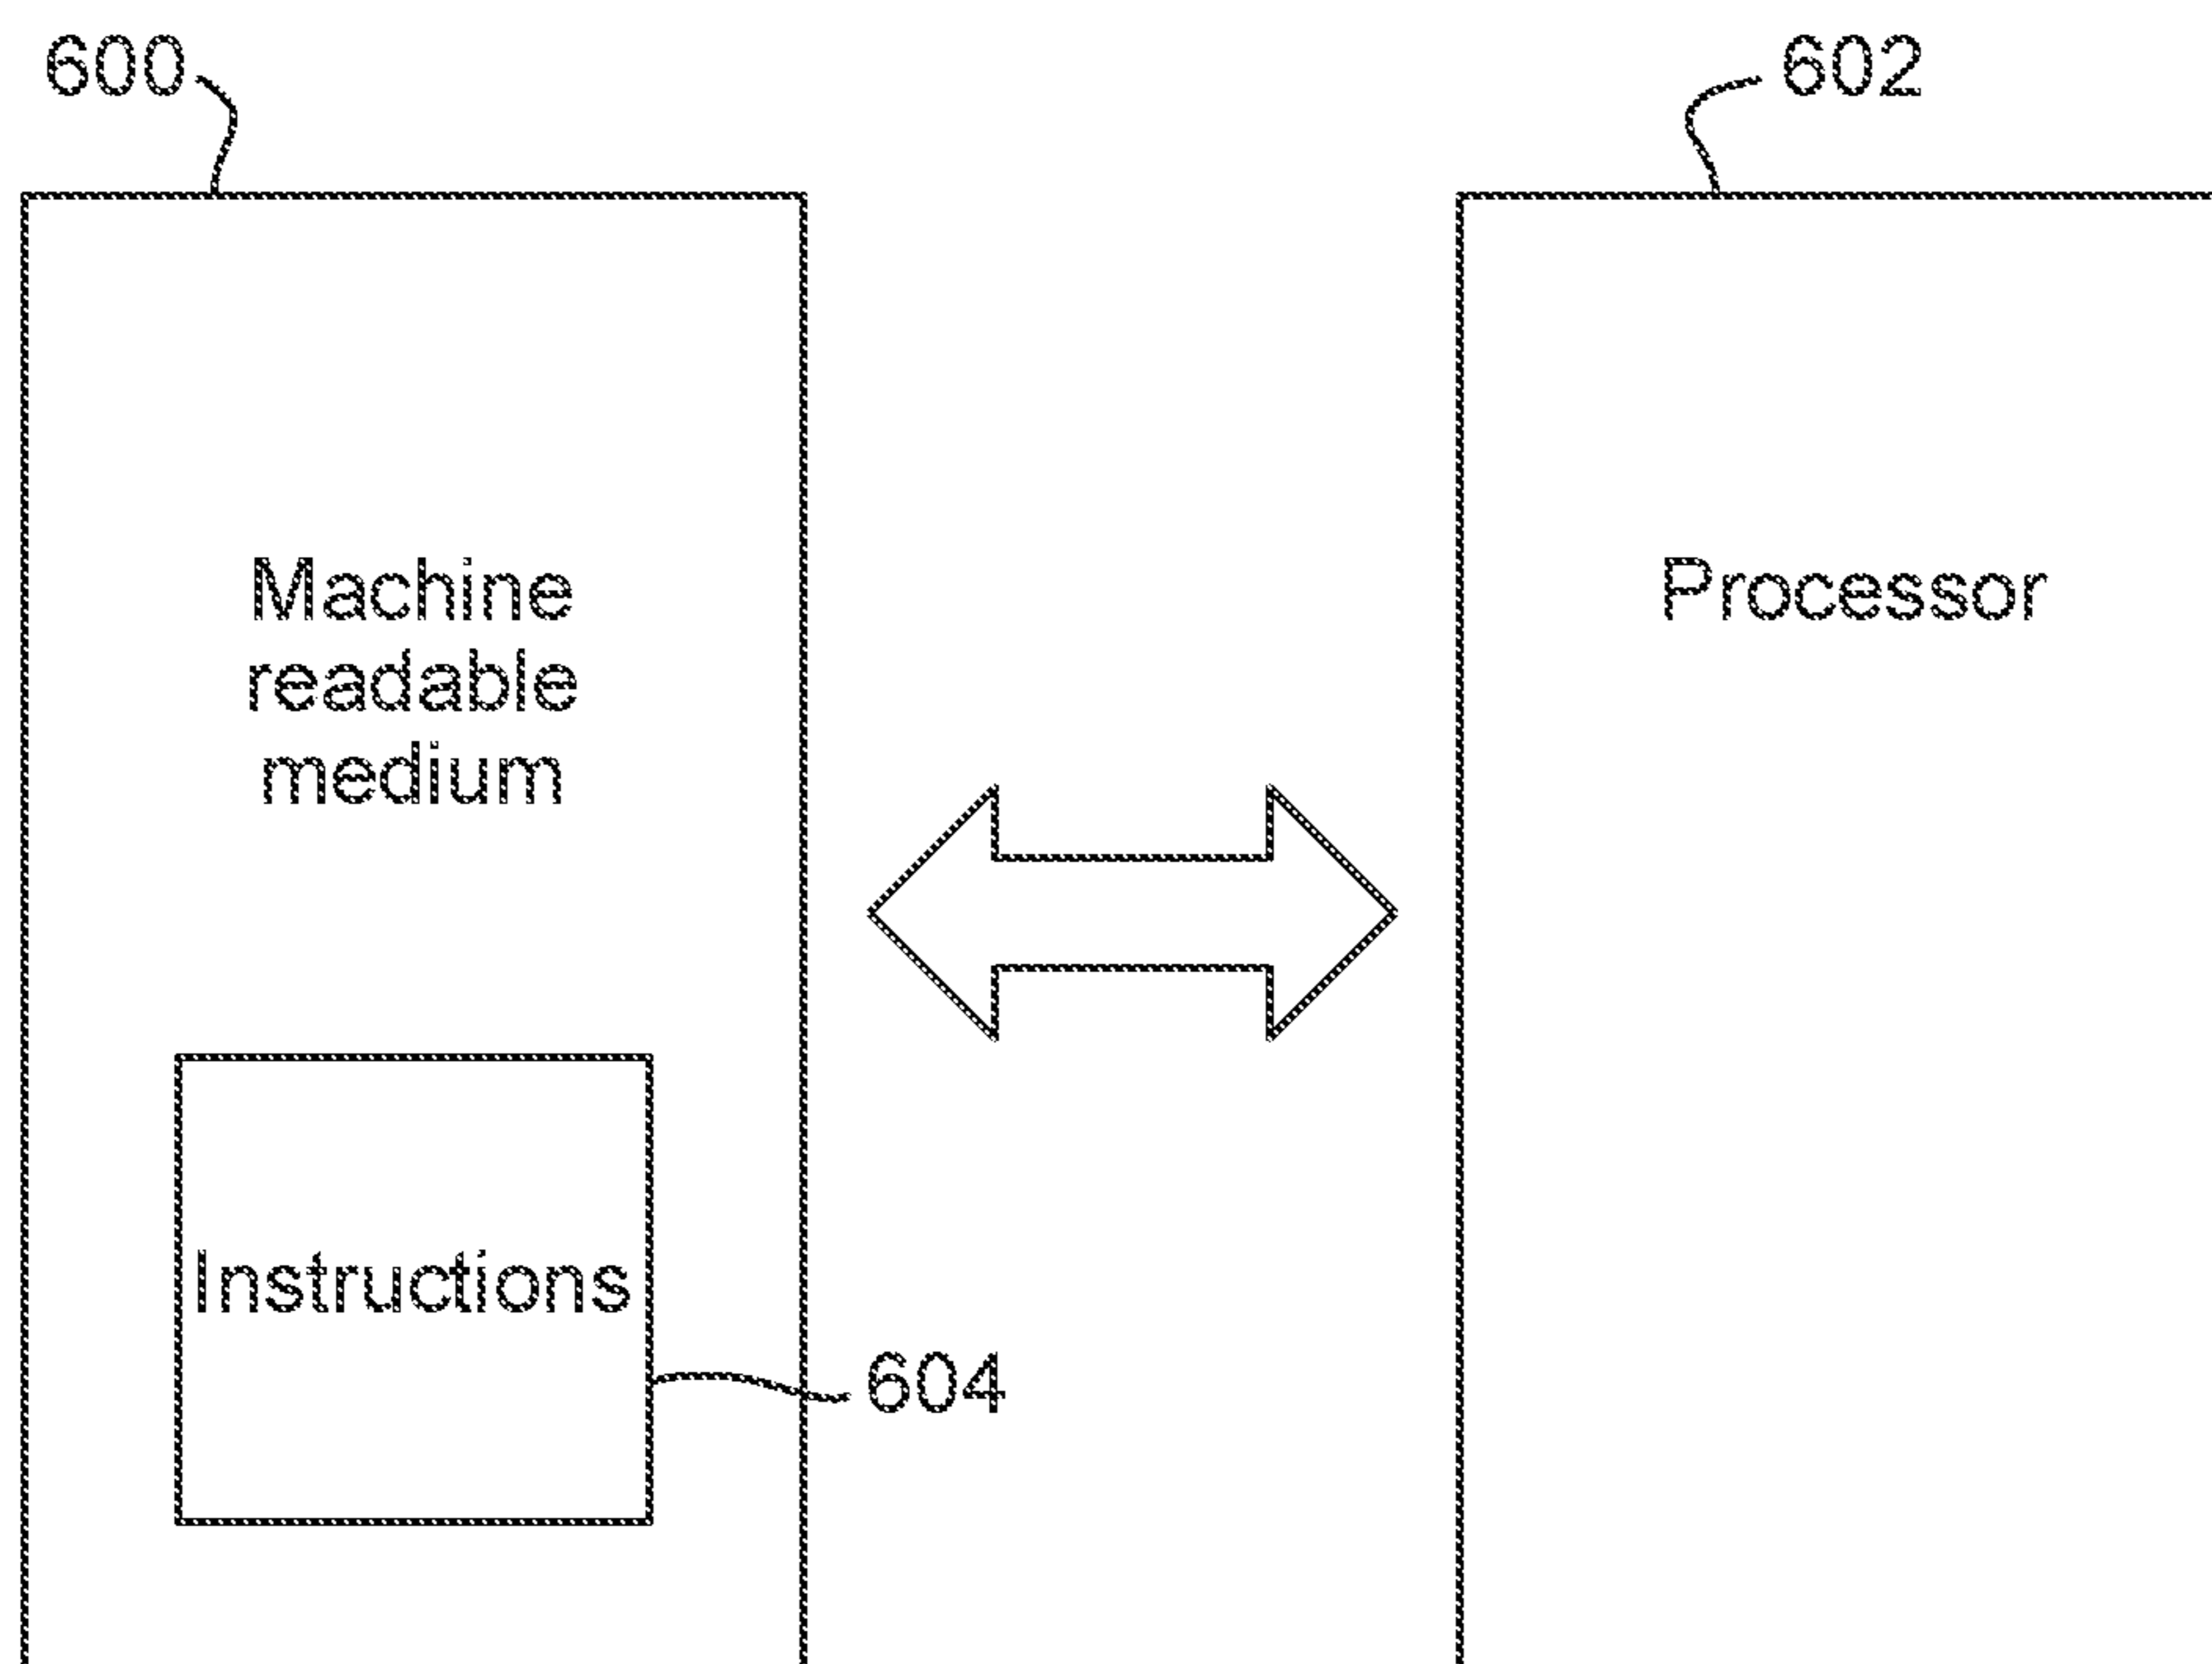 600
602
Machine
readable
medium
Processor
Instructions
604